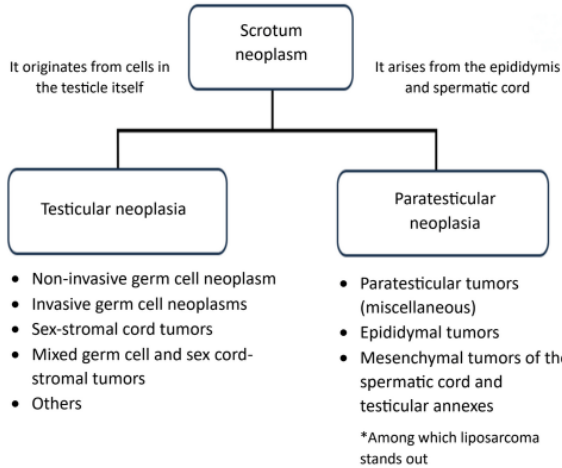 Scrotum
neoplasm
It originates from cells in
the testicle itself
It arises from the epididymis
and spermatic cord
Testicular neoplasia
Paratesticular
neoplasia
• Non-invasive germ cell neoplasm
• Invasive germ cell neoplasms
• Sex-stromal cord tumors
• Mixed germ cell and sex cord-
stromal tumors
• Others
• Paratesticular tumors
(miscellaneous)
• Epididymal tumors
• Mesenchymal tumors of the
spermatic cord and
testicular annexes
*Among which liposarcoma
stands out